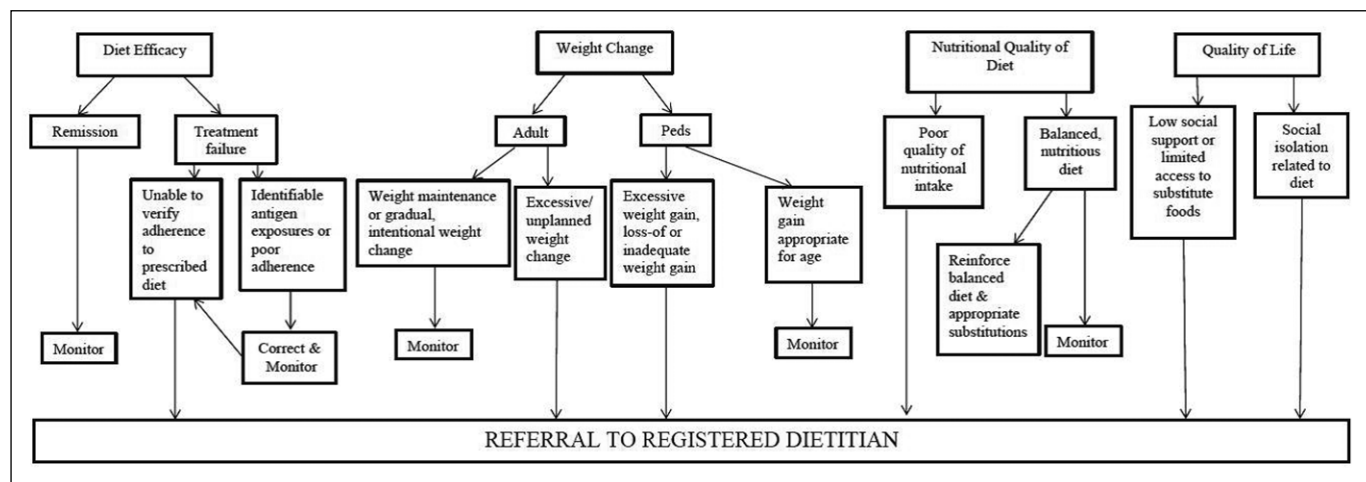 Diet Efficacy
Remission
Treatment
failure
Unable to
verify
adherence
to
prescribed
diet
Identifiable
antigen
exposures or
poor
adherence
Monitor
Correct &
Monitor
Weight Change
Adult
Peds
Weight maintenance
or gradual,
intentional weight
change
Excessive/
unplanned
weight
change
Excessive
weight gain,
loss-of or
inadequate
weight gain
Weight
gain
appropriate
for age
Monitor
Monitor
Nutritional Quality of
Diet
Poor
quality of
nutritional
intake
Balanced,
nutritious
diet
Reinforce
balanced
diet &
appropriate
substitutions
Monitor
Quality of Life
Low social
support or
limited
access to
substitute
foods
Social
isolation
related to
diet
REFERRAL TO REGISTERED DIETITIAN